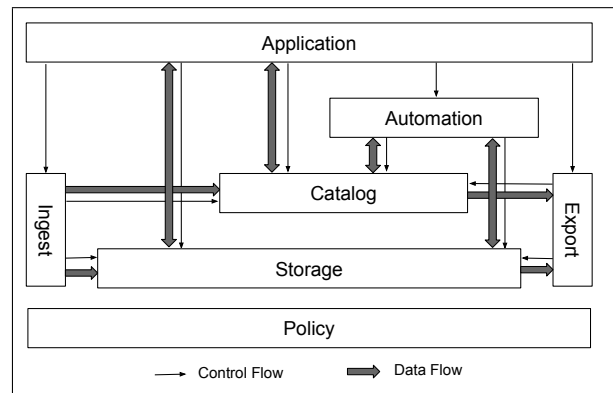 Application
Automation
Ingest
Catalog
Export
Storage
Policy
Control Flow
Data Flow